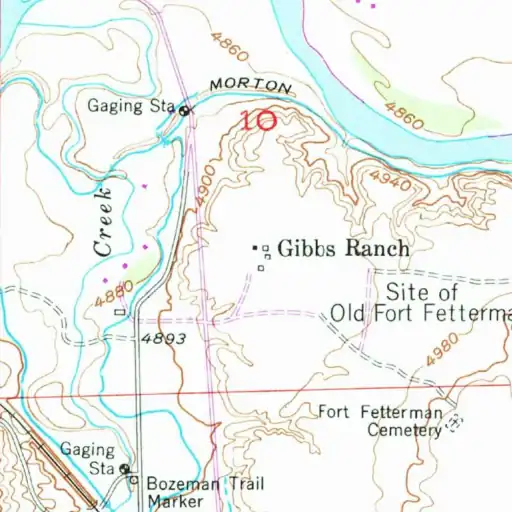 4860
MORTON
Gaging Sta
10
4860
4900
4940
Creek
Gibbs Ranch
4880
Site of
Old Fort Fetterma
4893
4980
Fort Fetterman
Cemetery
Gaging
Sta
Bozeman Trail
Marker